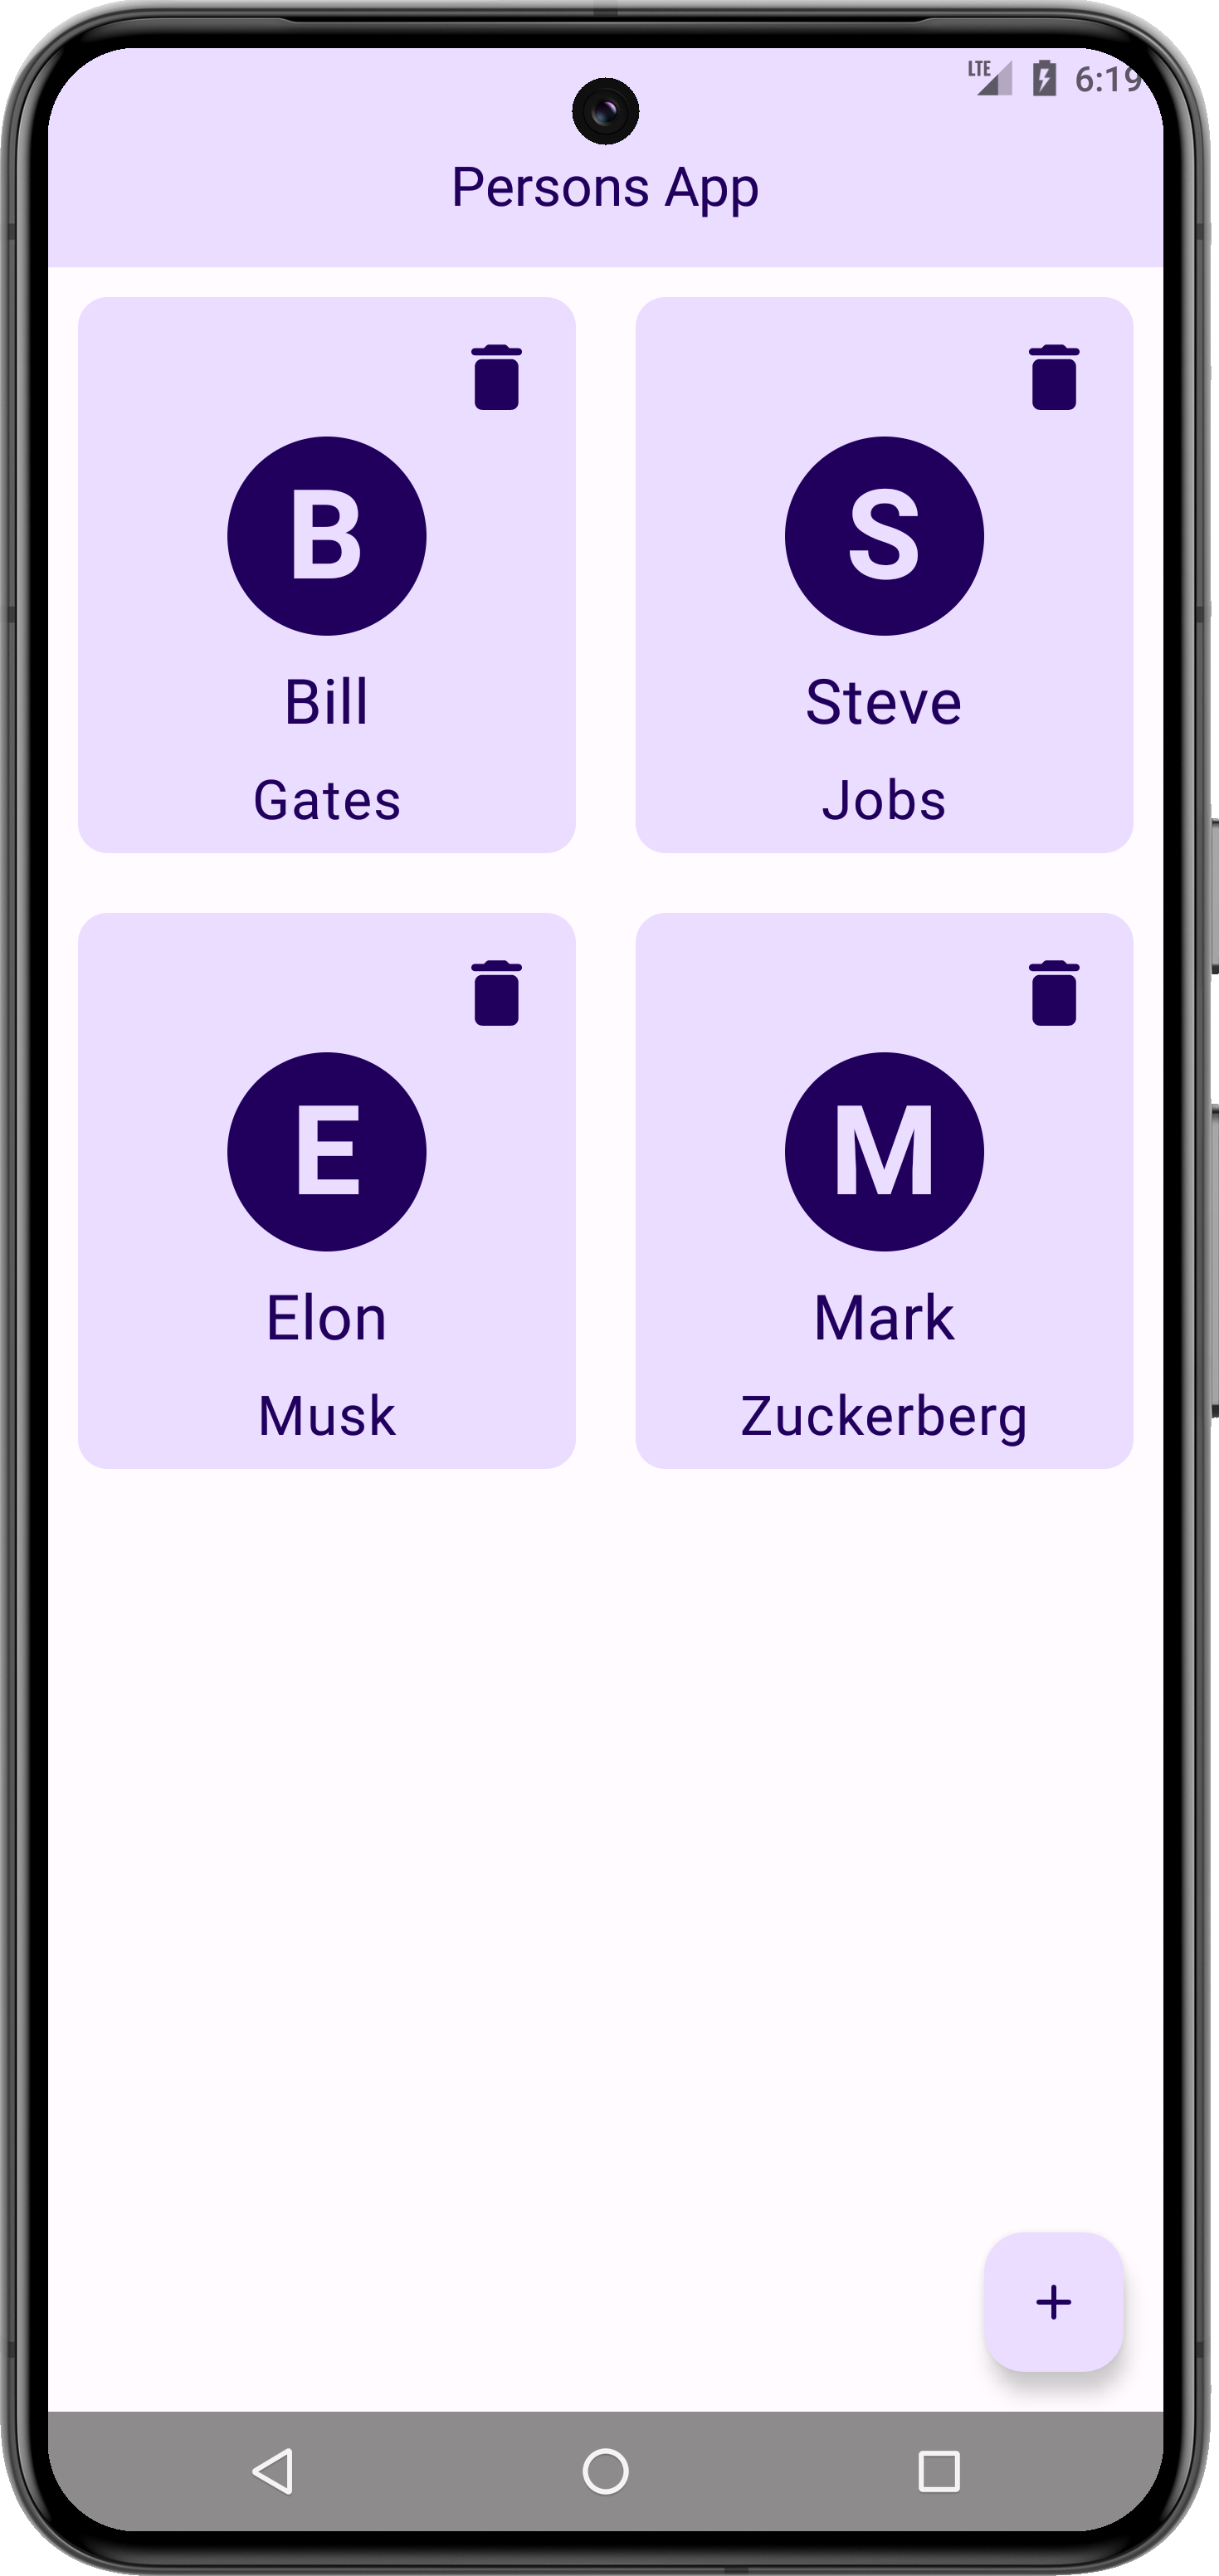 LTE 6:19
Persons App
B
Bill
Gates
S
Steve
Jobs
E
Elon
Musk
M
Mark
Zuckerberg
+